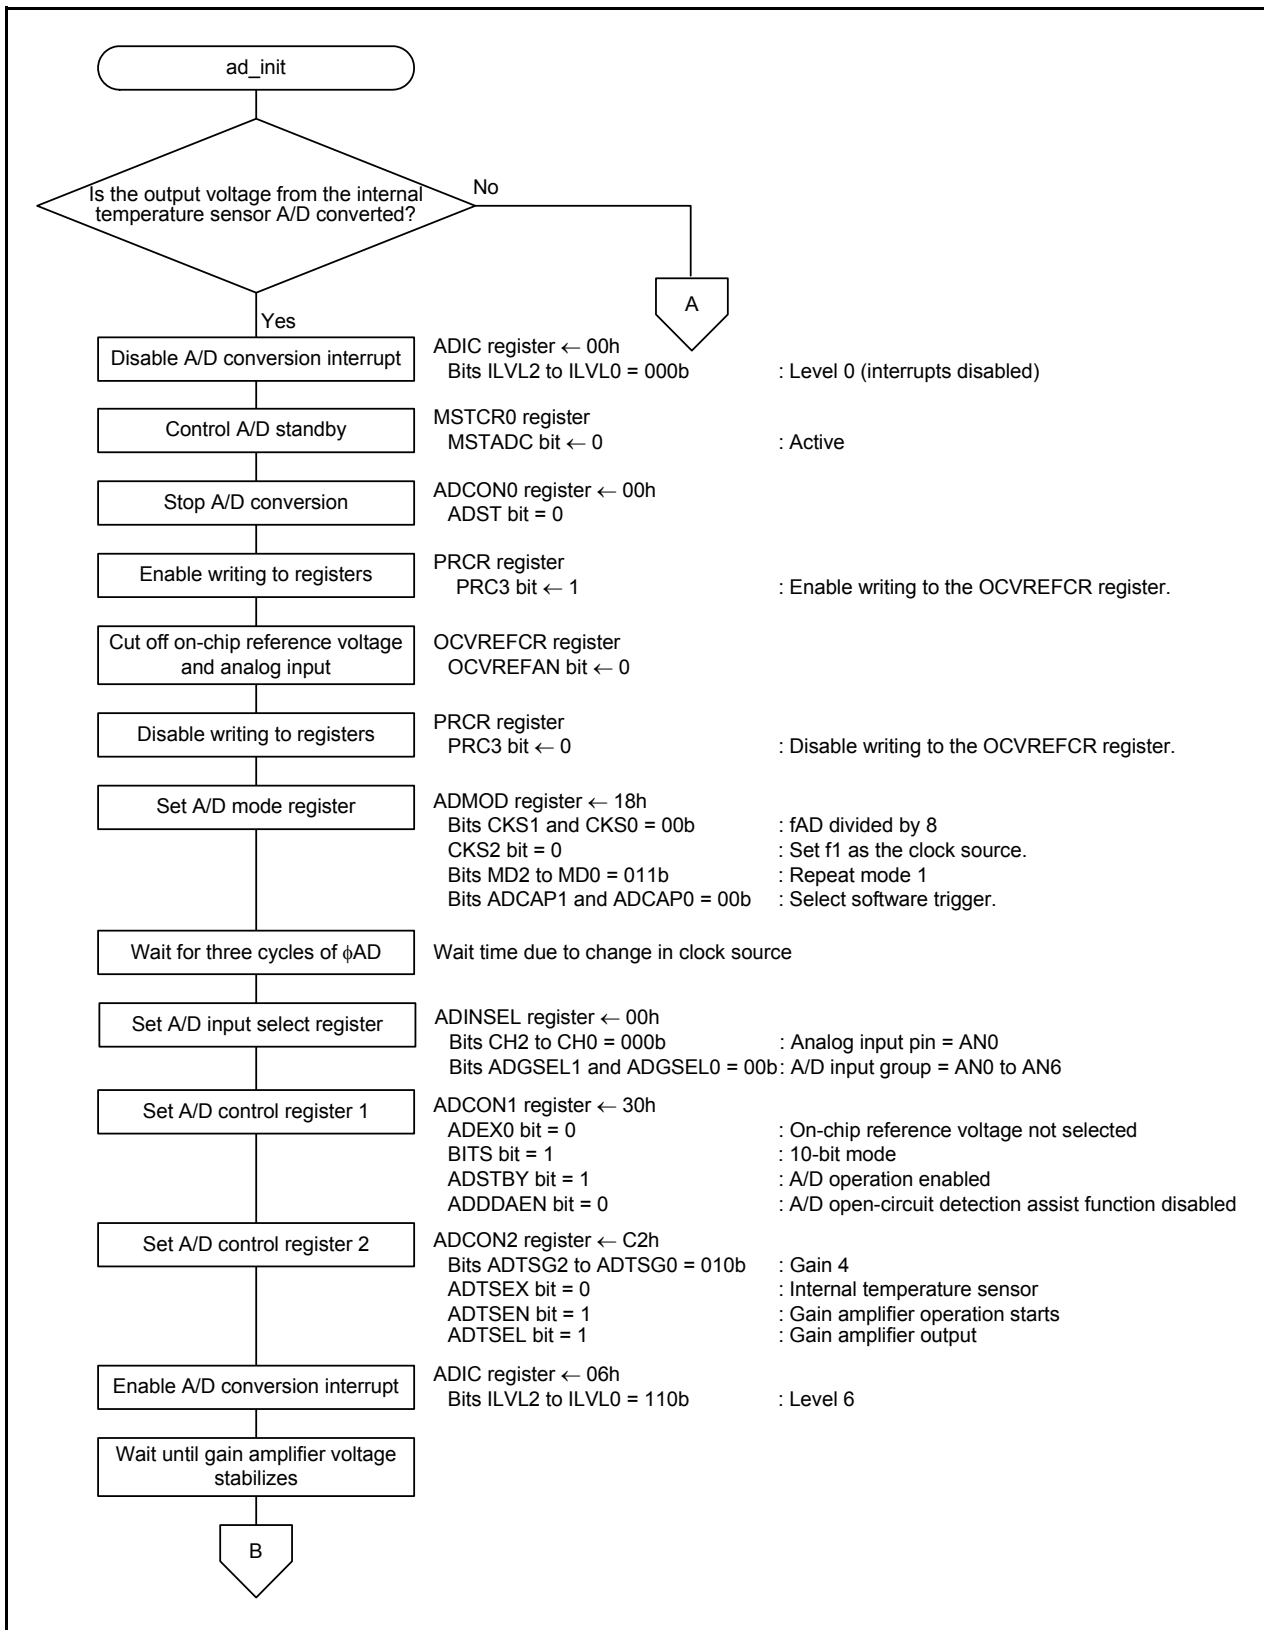 ad_init
Is the output voltage from the internal
temperature sensor A/D converted?
No
A
Yes
Disable A/D conversion interrupt
ADIC register ← 00h
Bits ILVL2 to ILVL0 = 000b : Level 0 (interrupts disabled)
Control A/D standby
MSTCR0 register
MSTADC bit ← 0 : Active
Stop A/D conversion
ADCON0 register ← 00h
ADST bit = 0
Enable writing to registers
PRCR register
PRC3 bit ← 1 : Enable writing to the OCVREFCR register.
Cut off on-chip reference voltage
and analog input
OCVREFCR register
OCVREFAN bit ← 0
Disable writing to registers
PRCR register
PRC3 bit ← 0 : Disable writing to the OCVREFCR register.
Set A/D mode register
ADMOD register ← 18h
Bits CKS1 and CKS0 = 00b : fAD divided by 8
CKS2 bit = 0 : Set f1 as the clock source.
Bits MD2 to MD0 = 011b : Repeat mode 1
Bits ADCAP1 and ADCAP0 = 00b : Select software trigger.
Wait for three cycles of ϕAD
Wait time due to change in clock source
Set A/D input select register
ADINSEL register ← 00h
Bits CH2 to CH0 = 000b : Analog input pin = AN0
Bits ADGSEL1 and ADGSEL0 = 00b : A/D input group = AN0 to AN6
Set A/D control register 1
ADCON1 register ← 30h
ADEX0 bit = 0 : On-chip reference voltage not selected
BITS bit = 1 : 10-bit mode
ADSTBY bit = 1 : A/D operation enabled
ADDDAEN bit = 0 : A/D open-circuit detection assist function disabled
Set A/D control register 2
ADCON2 register ← C2h
Bits ADTSG2 to ADTSG0 = 010b : Gain 4
ADTSEX bit = 0 : Internal temperature sensor
ADTSEN bit = 1 : Gain amplifier operation starts
ADTSEL bit = 1 : Gain amplifier output
Enable A/D conversion interrupt
ADIC register ← 06h
Bits ILVL2 to ILVL0 = 110b : Level 6
Wait until gain amplifier voltage
stabilizes
B